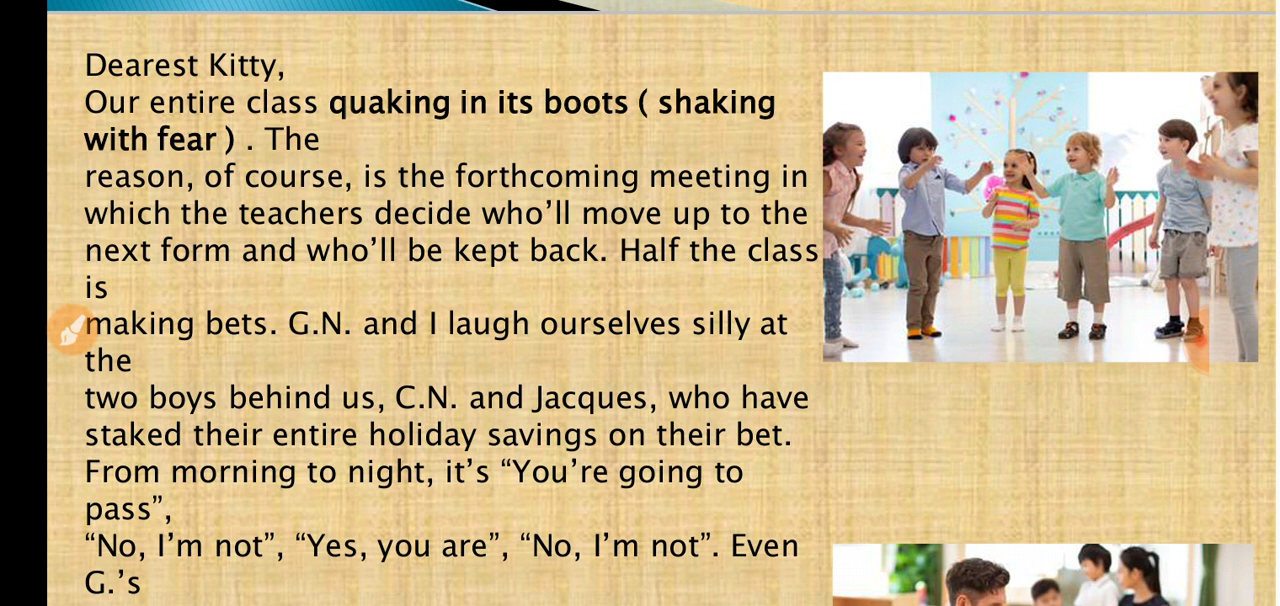 Dearest Kitty,
Our entire class quaking in its boots ( shaking
with fear ) . The
reason, of course, is the forthcoming meeting in
which the teachers decide who’ll move up to the
next form and who’ll be kept back. Half the class
is
making bets. G.N. and I laugh ourselves silly at
the
two boys behind us, C.N. and Jacques, who have
staked their entire holiday savings on their bet.
From morning to night, it’s “You’re going to
pass”,
“No, I’m not”, “Yes, you are”, “No, I’m not”. Even
G.’s